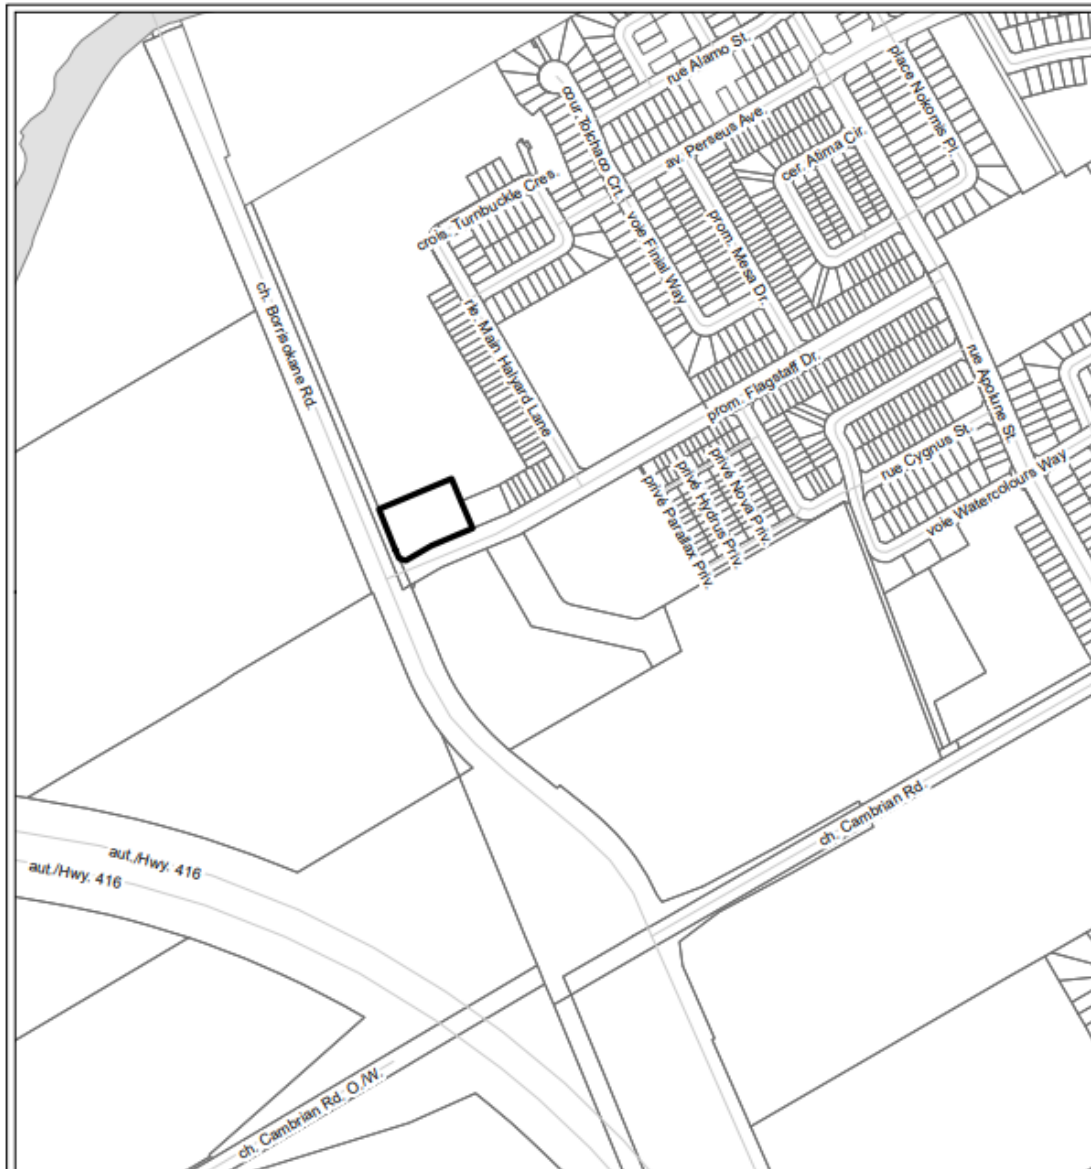 rue Alamo St.
place Nokomis Pl.
cour Tolchaco Crt.
av. Perseus Ave.
cer. Atima Cir.
crois. Turnbuckle Cres.
voie Finial Way
prom. Mesa Dr.
ch. Borrisokane Rd.
rle. Main Halyard Lane
prom. Flagstaff Dr.
rue Apolune St.
rue Cygnus St.
voie Watercolours Way
privé Nova Priv.
privé Hydrus Priv.
privé Parallax Priv.
ch. Cambrian Rd.
aut./Hwy. 416
aut./Hwy. 416
ch. Cambrian Rd. O./W.